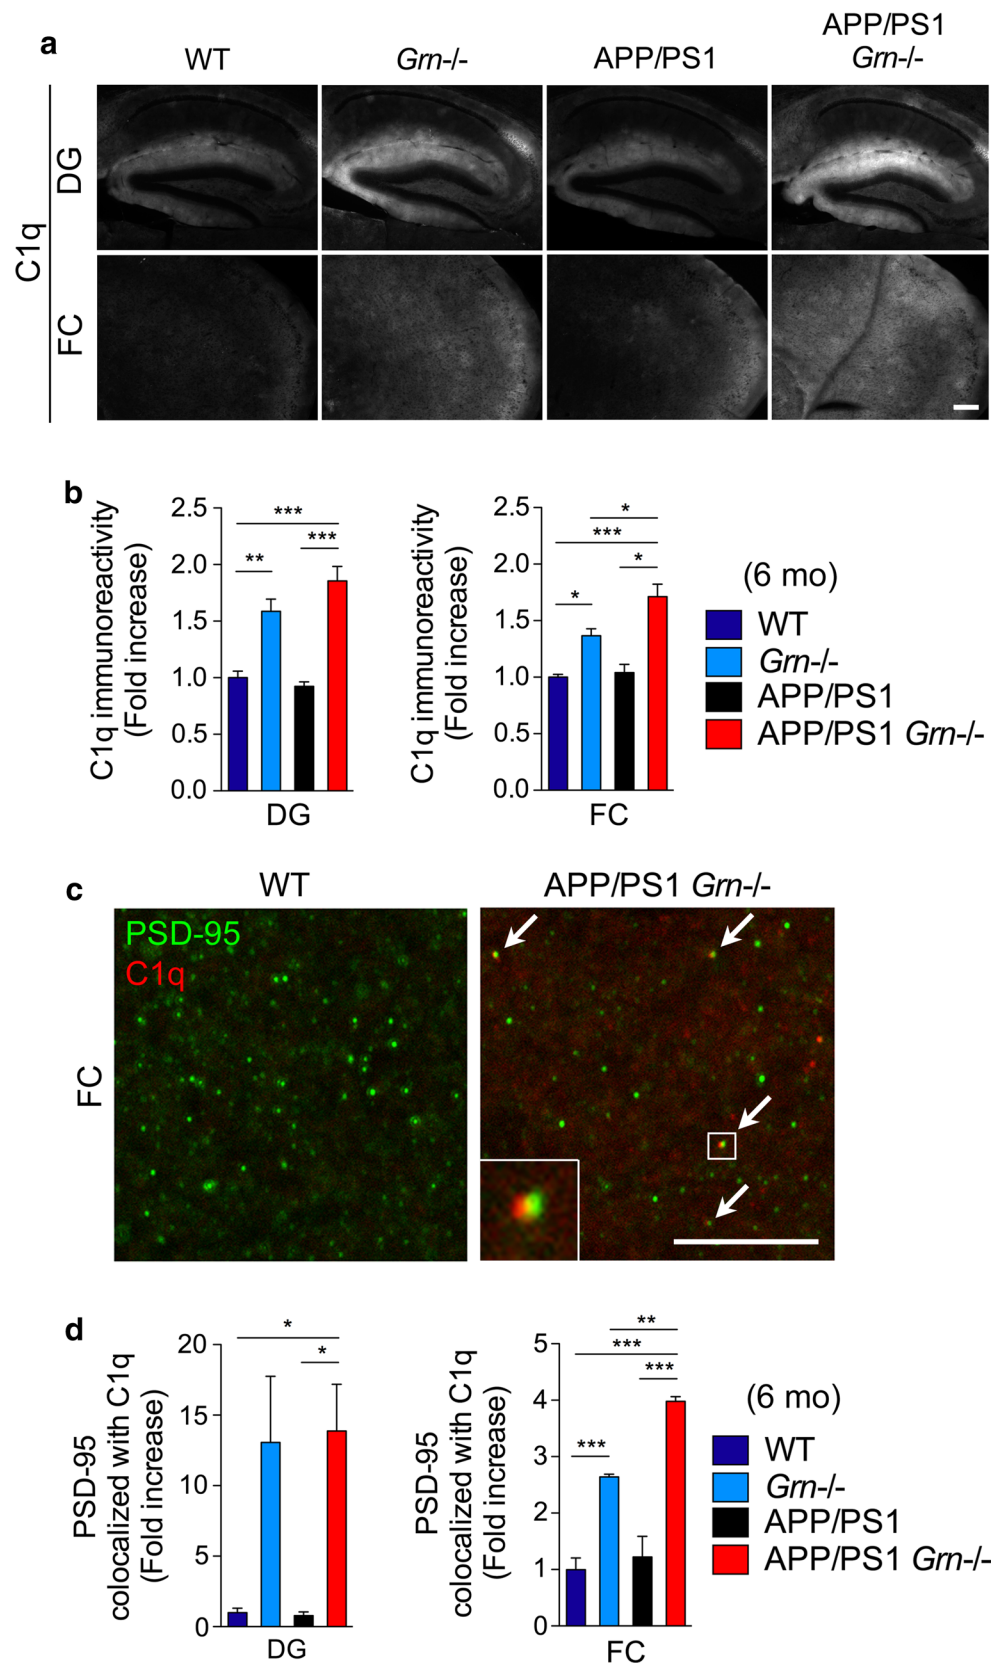 a
WT
Grn-/-
APP/PS1
APP/PS1
Grn-/-
C1q
DG
FC
b
C1q immunoreactivity
(Fold increase)
2.5
2.0
1.5
1.0
0.5
0.0
***
**
***
DG
C1q immunoreactivity
(Fold increase)
2.5
2.0
1.5
1.0
0.5
0.0
*
***
*
*
FC
(6 mo)
WT
Grn-/-
APP/PS1
APP/PS1 Grn-/-
c
WT
APP/PS1 Grn-/-
FC
PSD-95
C1q
d
PSD-95
colocalized with C1q
(Fold increase)
20
15
10
5
0
*
*
DG
PSD-95
colocalized with C1q
(Fold increase)
5
4
3
2
1
0
**
***
***
***
FC
(6 mo)
WT
Grn-/-
APP/PS1
APP/PS1 Grn-/-